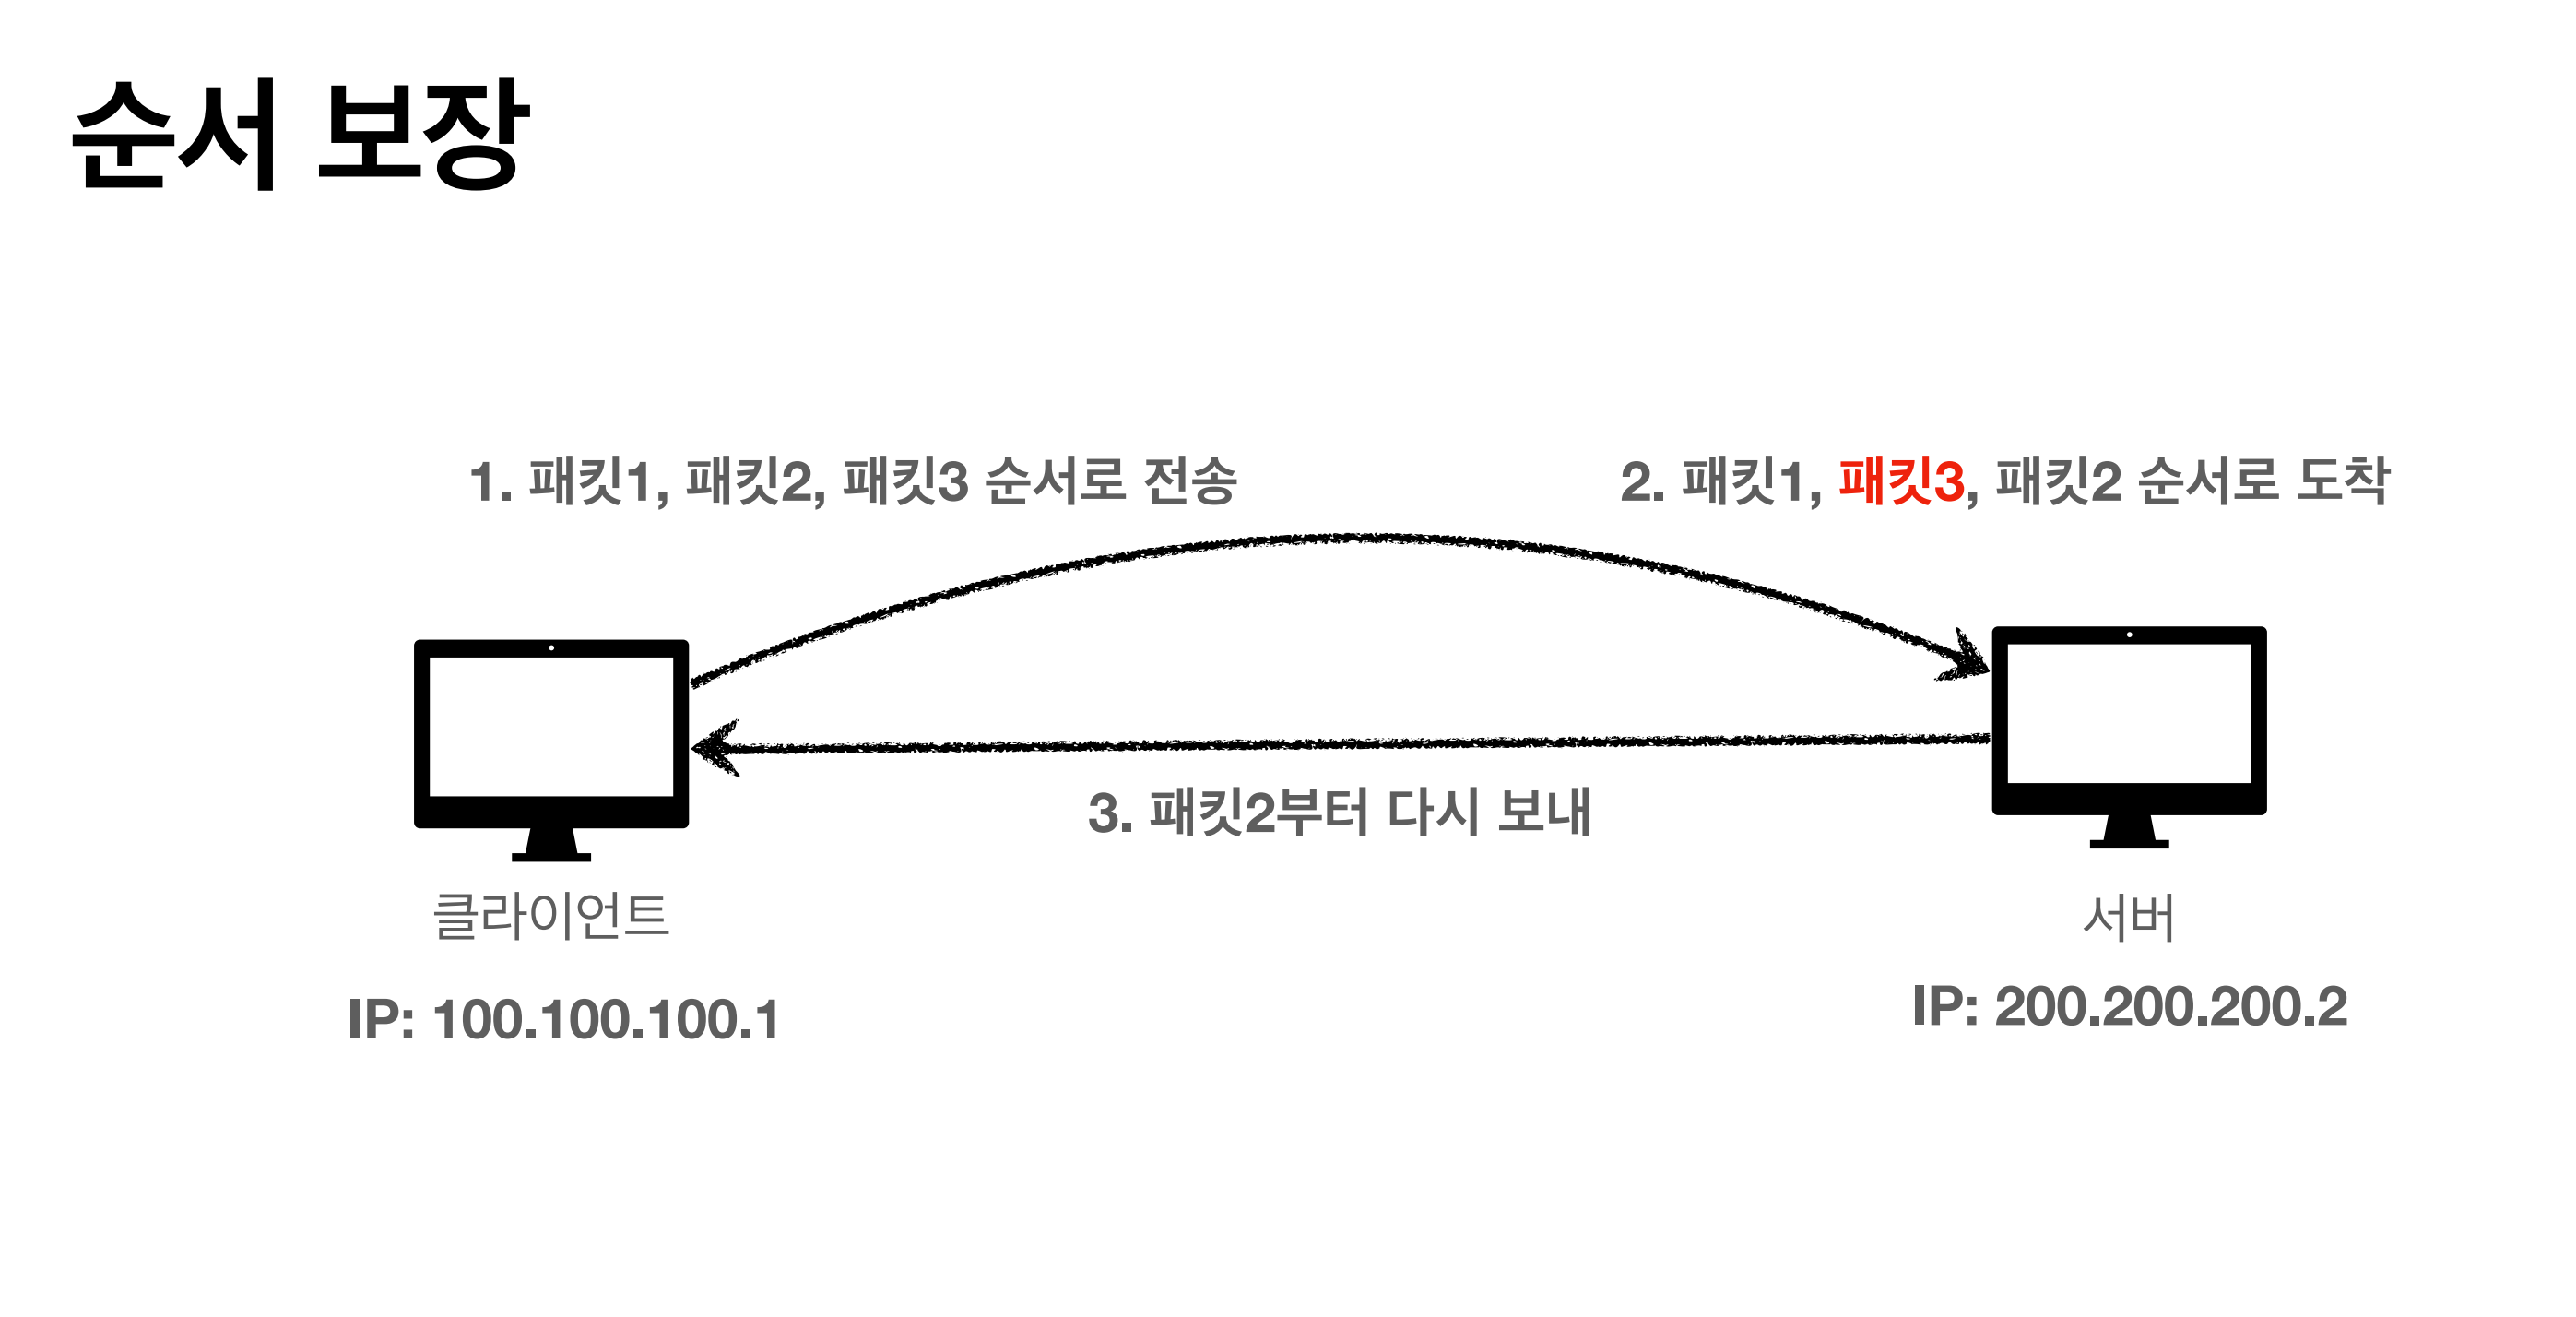 순서 보장
1. 패킷1, 패킷2, 패킷3 순서로 전송
2. 패킷1, 패킷3, 패킷2 순서로 도착
3. 패킷2부터 다시 보내
클라이언트
IP: 100.100.100.1
서버
IP: 200.200.200.2